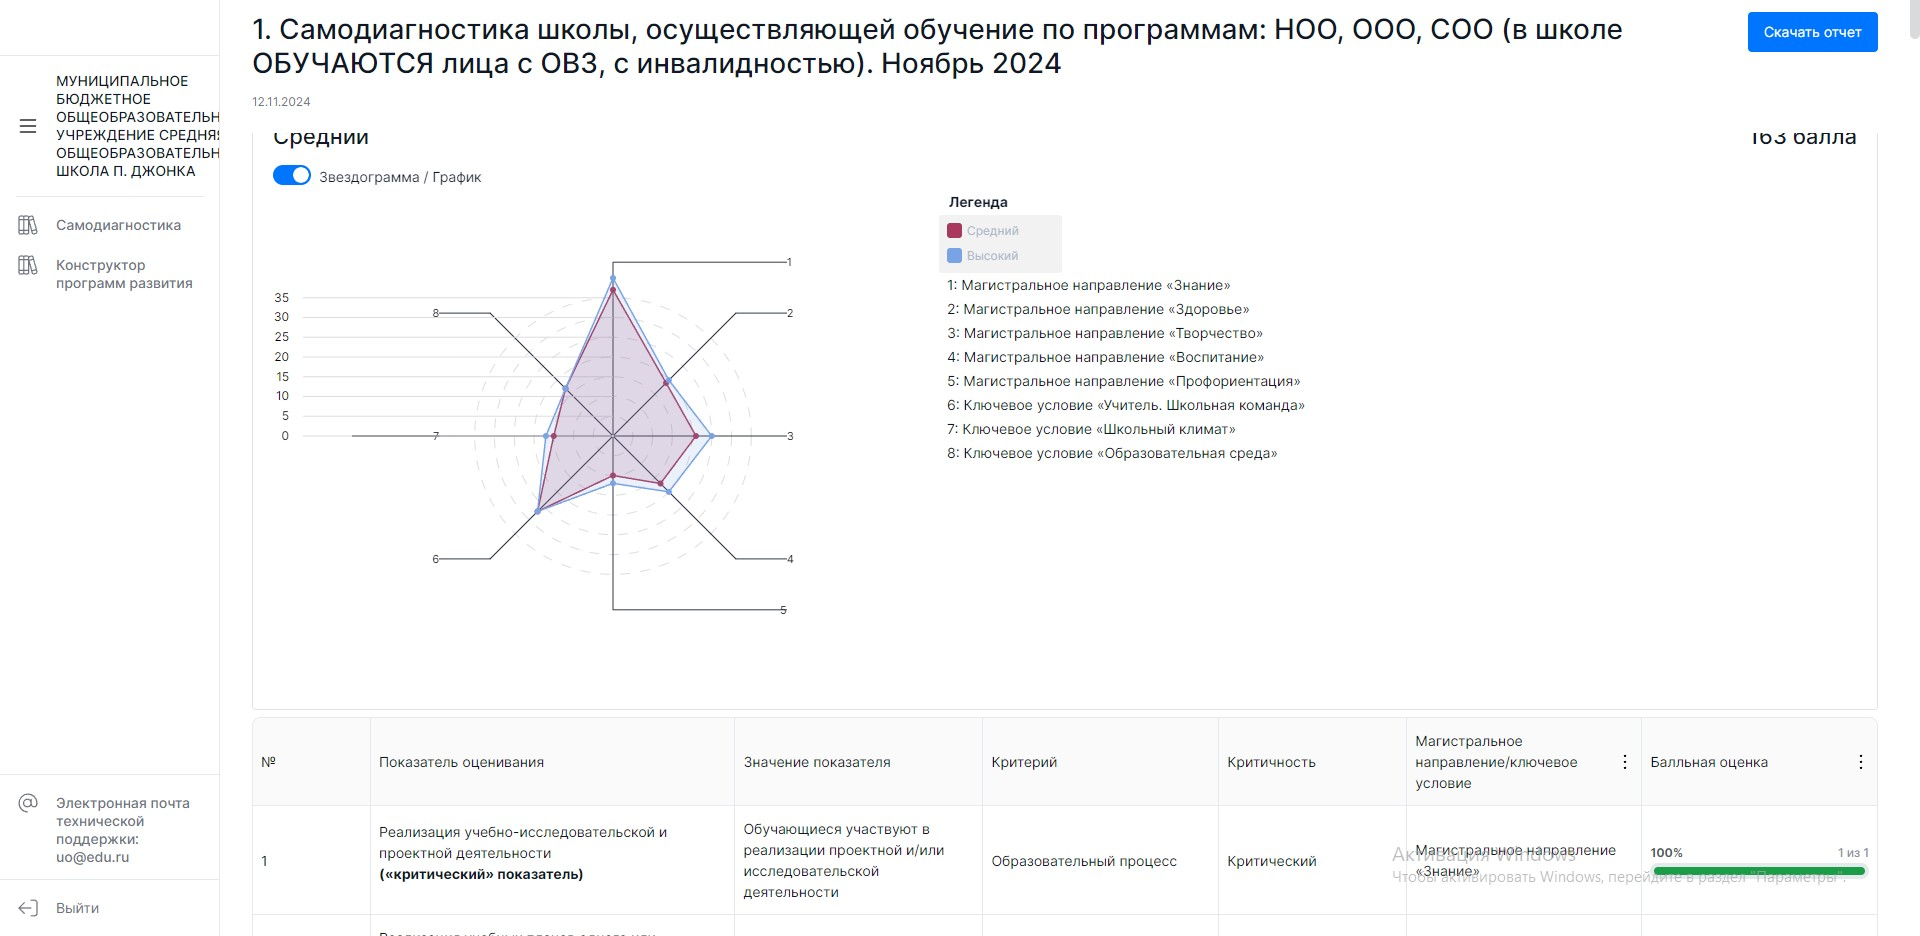 1. Самодиагностика школы, осуществляющей обучение по программам: НОО, ООО, СОО (в школе
ОБУЧАЮТСЯ лица с ОВЗ, с инвалидностью). Ноябрь 2024
12.11.2024
Скачать отчет
МУНИЦИПАЛЬНОЕ
БЮДЖЕТНОЕ
ОБЩЕОБРАЗОВАТЕЛЬН
УЧРЕЖДЕНИЕ СРЕДНЯЯ
ОБЩЕОБРАЗОВАТЕЛЬН
ШКОЛА П. ДЖОНКА
Самодиагностика
Конструктор
программ развития
Электронная почта
технической
поддержки:
uo@edu.ru
Выйти
Средний
163 балла
Звездограмма / График
35
30
25
20
15
10
5
0
1
2
3
4
5
6
7
8
Легенда
Средний
Высокий
1: Магистральное направление «Знание»
2: Магистральное направление «Здоровье»
3: Магистральное направление «Творчество»
4: Магистральное направление «Воспитание»
5: Магистральное направление «Профориентация»
6: Ключевое условие «Учитель. Школьная команда»
7: Ключевое условие «Школьный климат»
8: Ключевое условие «Образовательная среда»
№
Показатель оценивания
Значение показателя
Критерий
Критичность
Магистральное
направление/ключевое
условие
Балльная оценка
1
Реализация учебно-исследовательской и
проектной деятельности
(«критический» показатель)
Обучающиеся участвуют в
реализации проектной и/или
исследовательской
деятельности
Образовательный процесс
Критический
Магистральное направление
«Знание»
100%
1 из 1
Активация Windows
Чтобы активировать Windows, перейдите в раздел "Параметры".